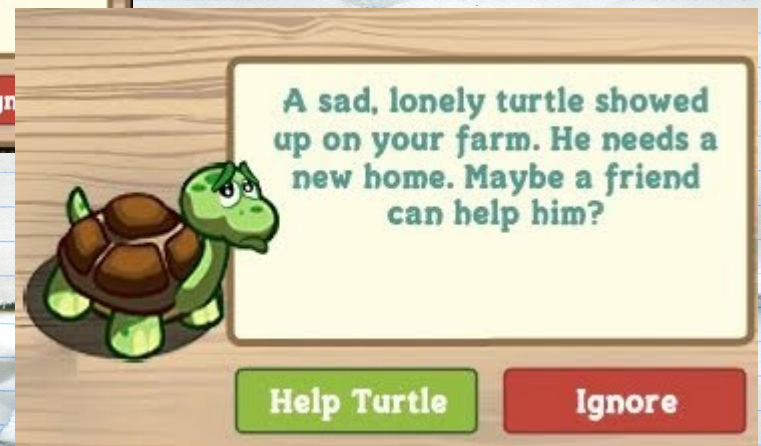 A sad, lonely turtle showed
up on your farm. He needs a
new home. Maybe a friend
can help him?
Help Turtle
Ignore